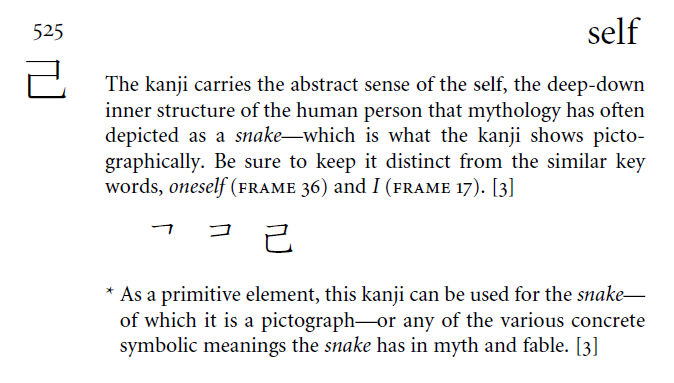 525
self
己
The kanji carries the abstract sense of the self, the deep-down
inner structure of the human person that mythology has often
depicted as a snake—which is what the kanji shows picto-
graphically. Be sure to keep it distinct from the similar key
words, oneself (FRAME 36) and I (FRAME 17). [3]
㇕ コ 己
* As a primitive element, this kanji can be used for the snake—
of which it is a pictograph—or any of the various concrete
symbolic meanings the snake has in myth and fable. [3]